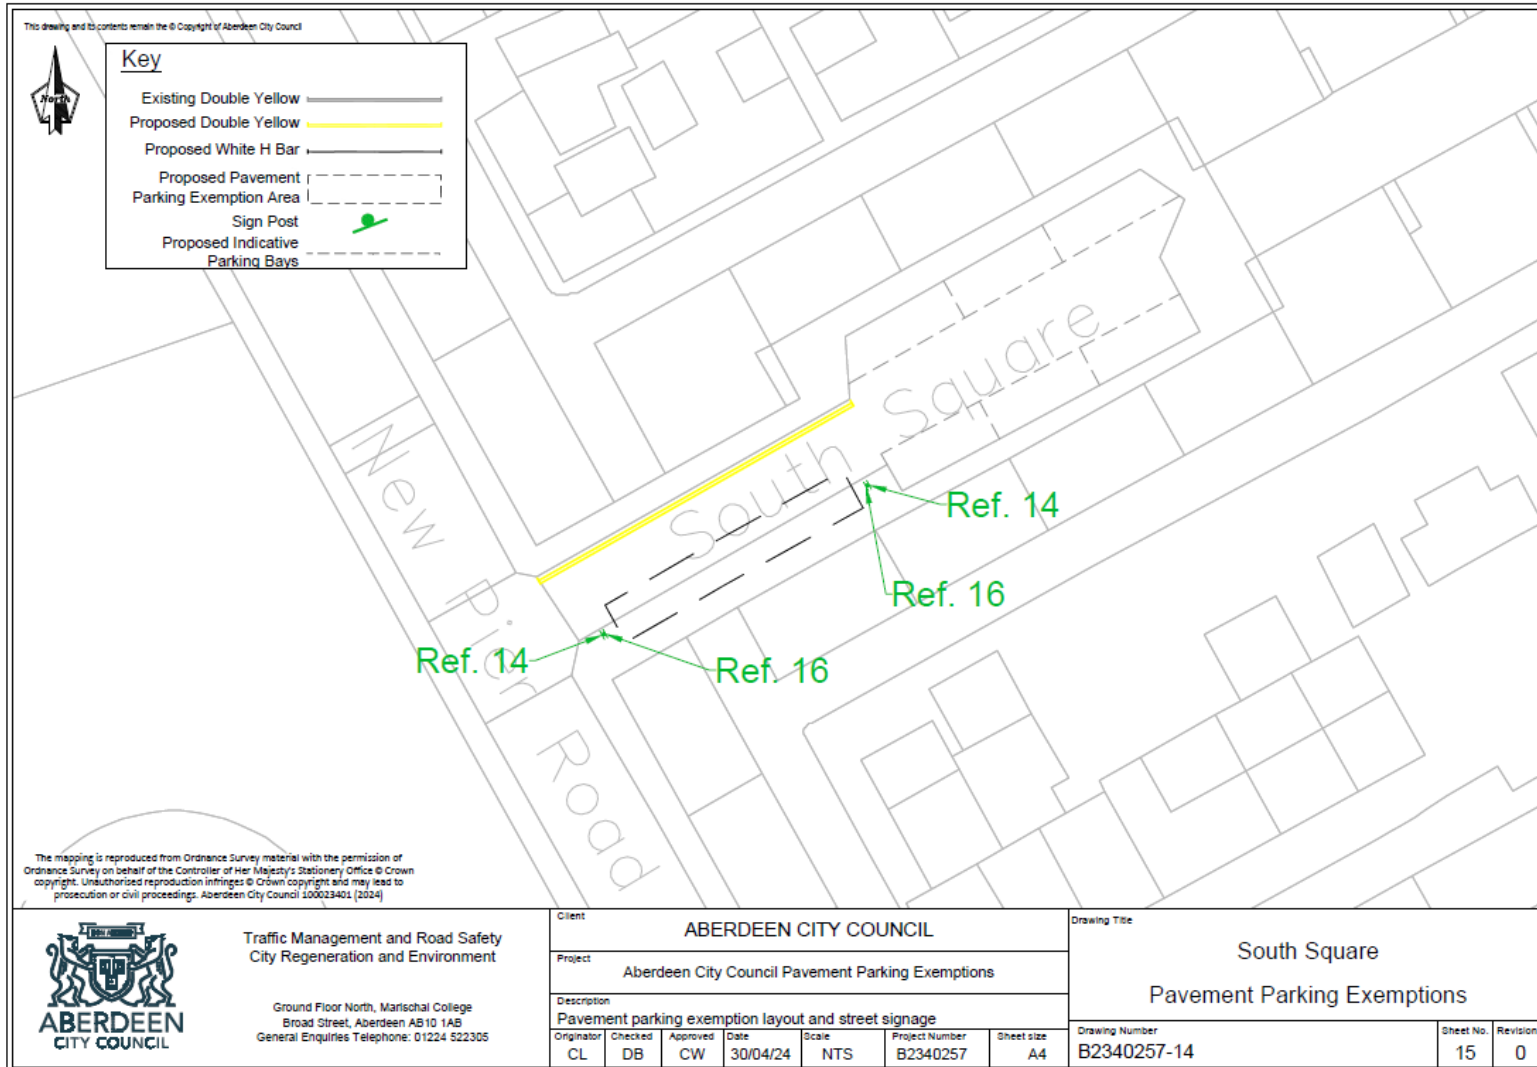 This drawing and its contents remain the © Copyright of Aberdeen City Council
North
Key
Existing Double Yellow
Proposed Double Yellow
Proposed White H Bar
Proposed Pavement
Parking Exemption Area
Sign Post
Proposed Indicative
Parking Bays
South Square
New Pier Road
Ref. 14
Ref. 16
Ref. 14
Ref. 16
The mapping is reproduced from Ordnance Survey material with the permission of
Ordnance Survey on behalf of the Controller of Her Majesty's Stationery Office © Crown
copyright. Unauthorised reproduction infringes © Crown copyright and may lead to
prosecution or civil proceedings. Aberdeen City Council 100023401 (2024)
ABERDEEN
CITY COUNCIL
Traffic Management and Road Safety
City Regeneration and Environment
Ground Floor North, Marischal College
Broad Street, Aberdeen AB10 1AB
General Enquiries Telephone: 01224 522305
Client
ABERDEEN CITY COUNCIL
Project
Aberdeen City Council Pavement Parking Exemptions
Description
Pavement parking exemption layout and street signage
Originator Checked Approved Date Scale Project Number Sheet size
CL DB CW 30/04/24 NTS B2340257 A4
Drawing Title
South Square
Pavement Parking Exemptions
Drawing Number Sheet No. Revision
B2340257-14 15 0